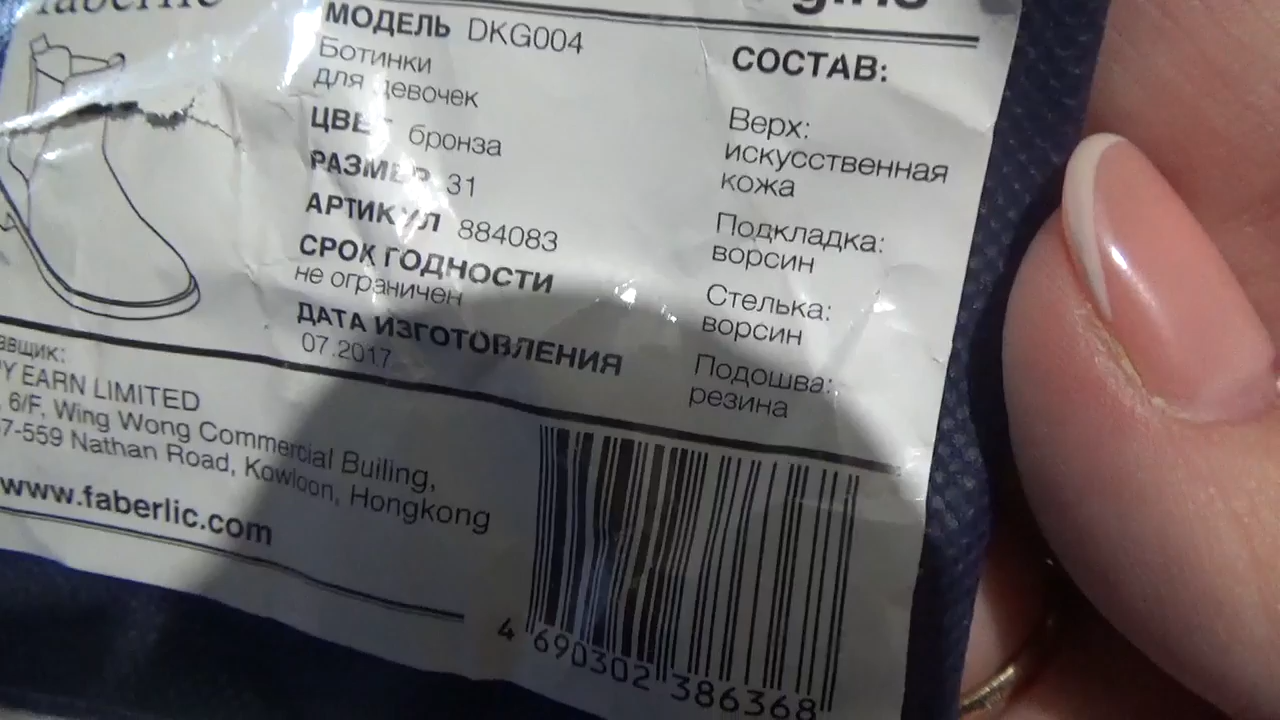 faberlic
girls
МОДЕЛЬ DKG004
Ботинки
для девочек
ЦВЕТ бронза
РАЗМЕР 31
АРТИКУЛ 884083
СРОК ГОДНОСТИ
не ограничен
ДАТА ИЗГОТОВЛЕНИЯ
07.2017
СОСТАВ:
Верх:
искусственная
кожа
Подкладка:
ворсин
Стелька:
ворсин
Подошва:
резина
авщик:
Y EARN LIMITED
6/F, Wing Wong Commercial Builing,
7-559 Nathan Road, Kowloon, Hongkong
www.faberlic.com
4 690302 386368